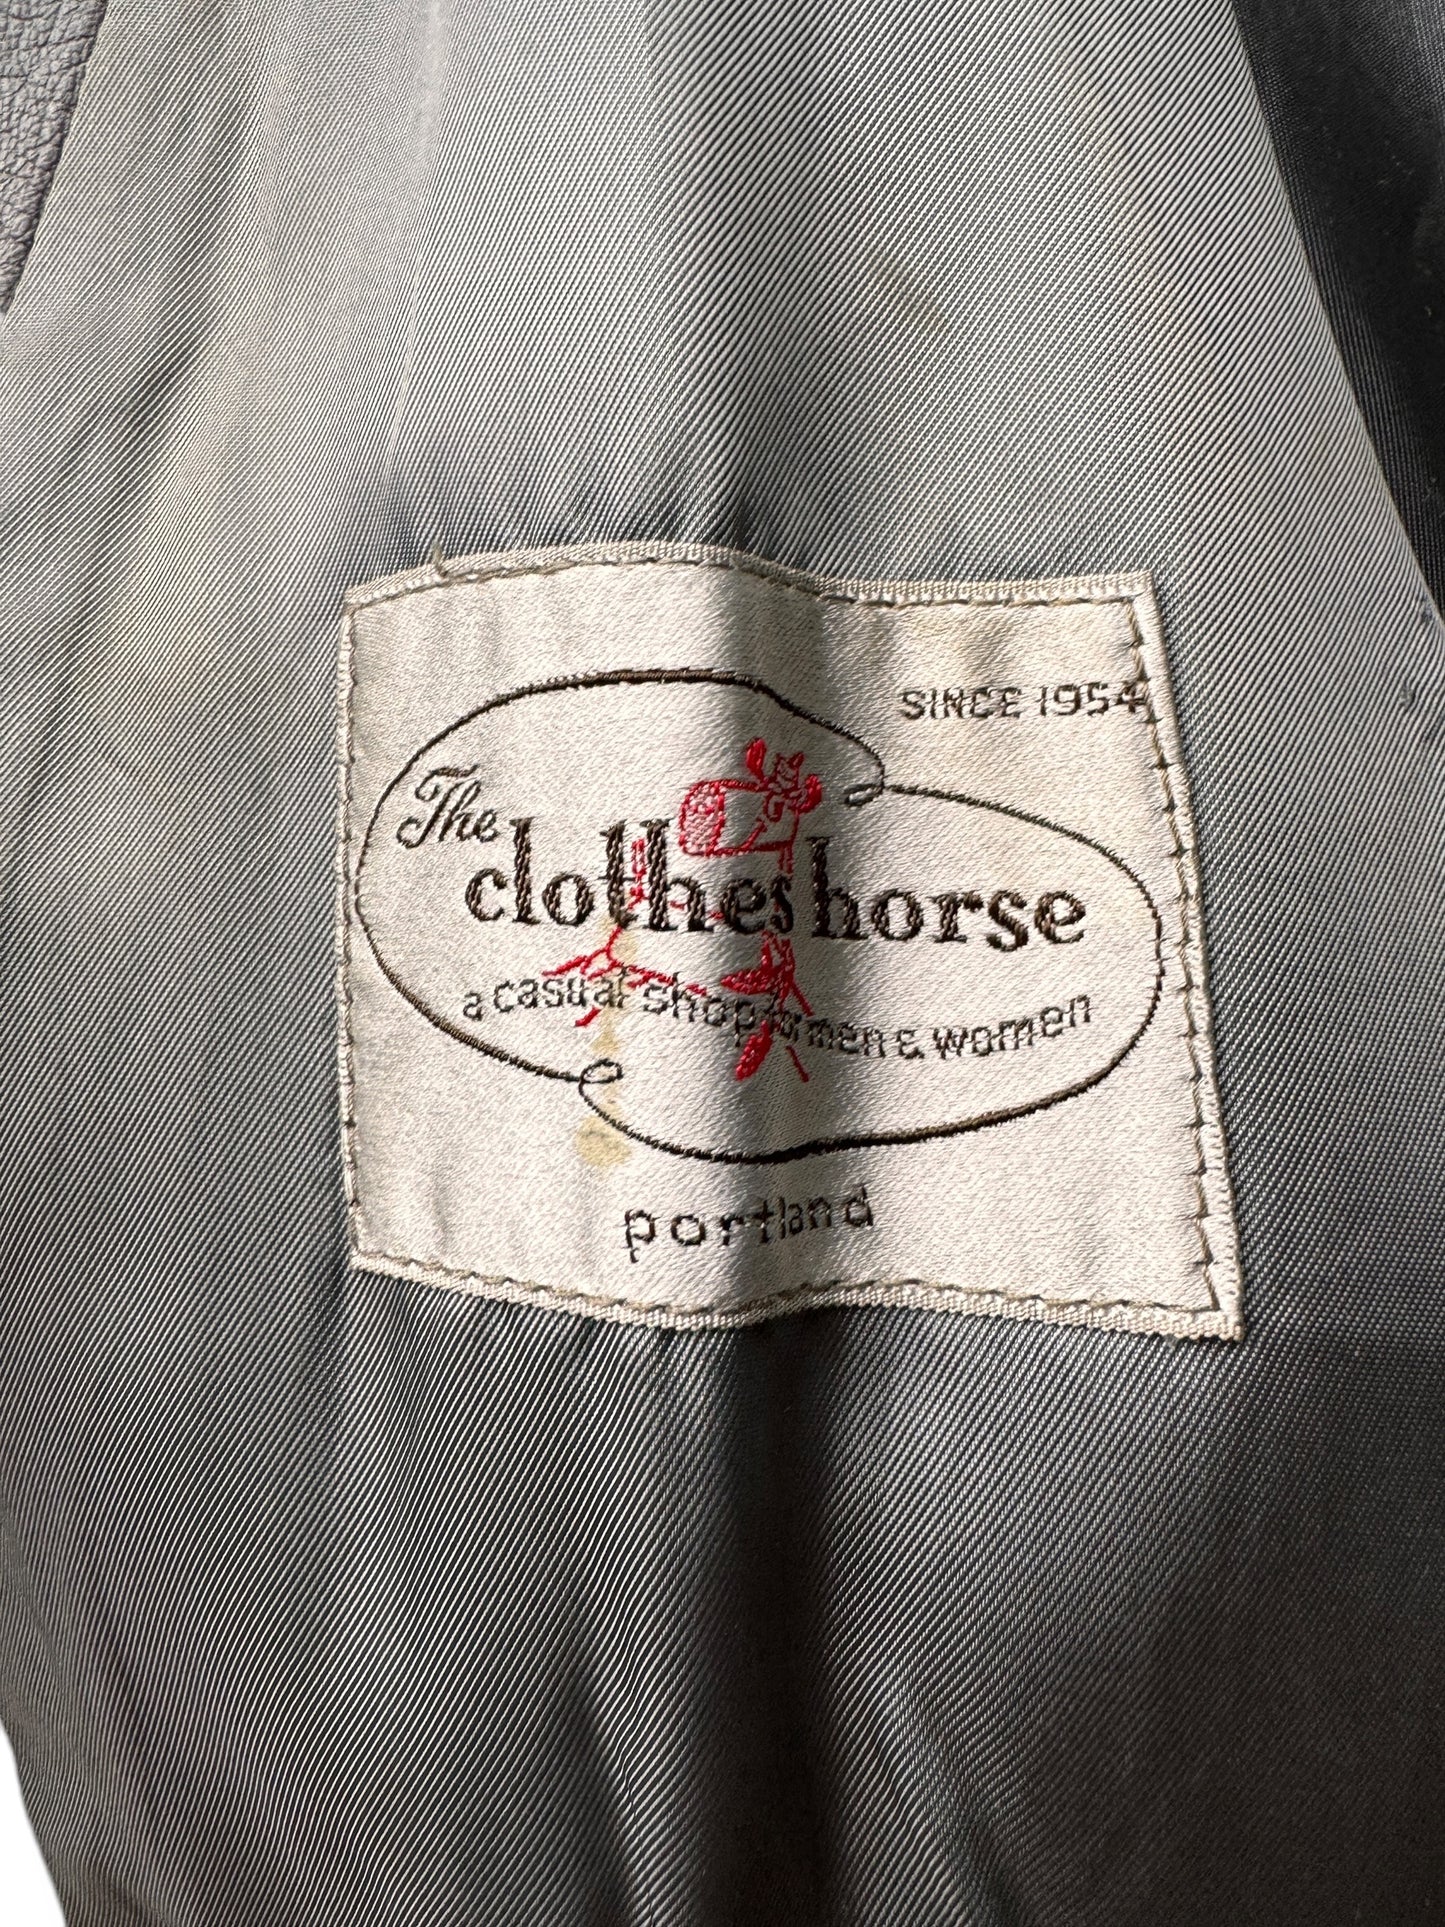 SINCE 1954
The
clothes horse
a casual shop for men & women
portland